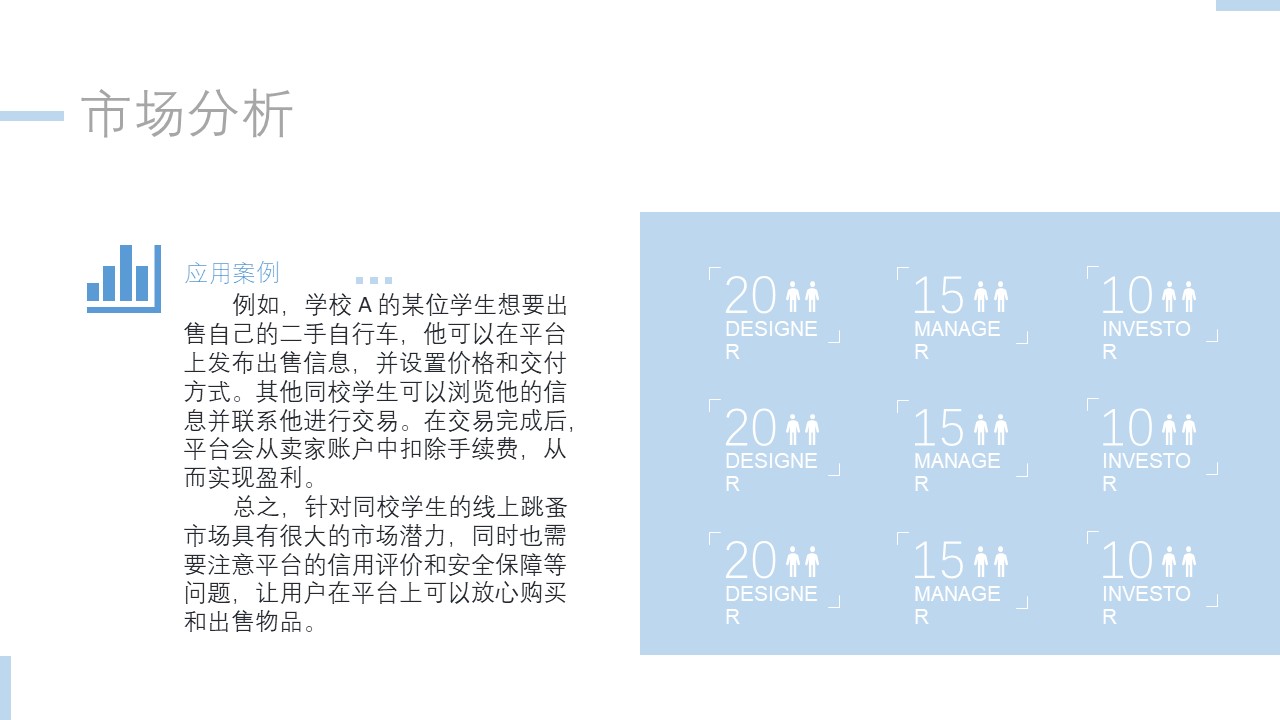 市场分析
应用案例
例如，学校 A 的某位学生想要出
售自己的二手自行车，他可以在平台
上发布出售信息，并设置价格和交付
方式。其他同校学生可以浏览他的信
息并联系他进行交易。在交易完成后，
平台会从卖家账户中扣除手续费，从
而实现盈利。
总之，针对同校学生的线上跳蚤
市场具有很大的市场潜力，同时也需
要注意平台的信用评价和安全保障等
问题，让用户在平台上可以放心购买
和出售物品。
20
DESIGNE
R
15
MANAGE
R
10
INVESTO
R
20
DESIGNE
R
15
MANAGE
R
10
INVESTO
R
20
DESIGNE
R
15
MANAGE
R
10
INVESTO
R